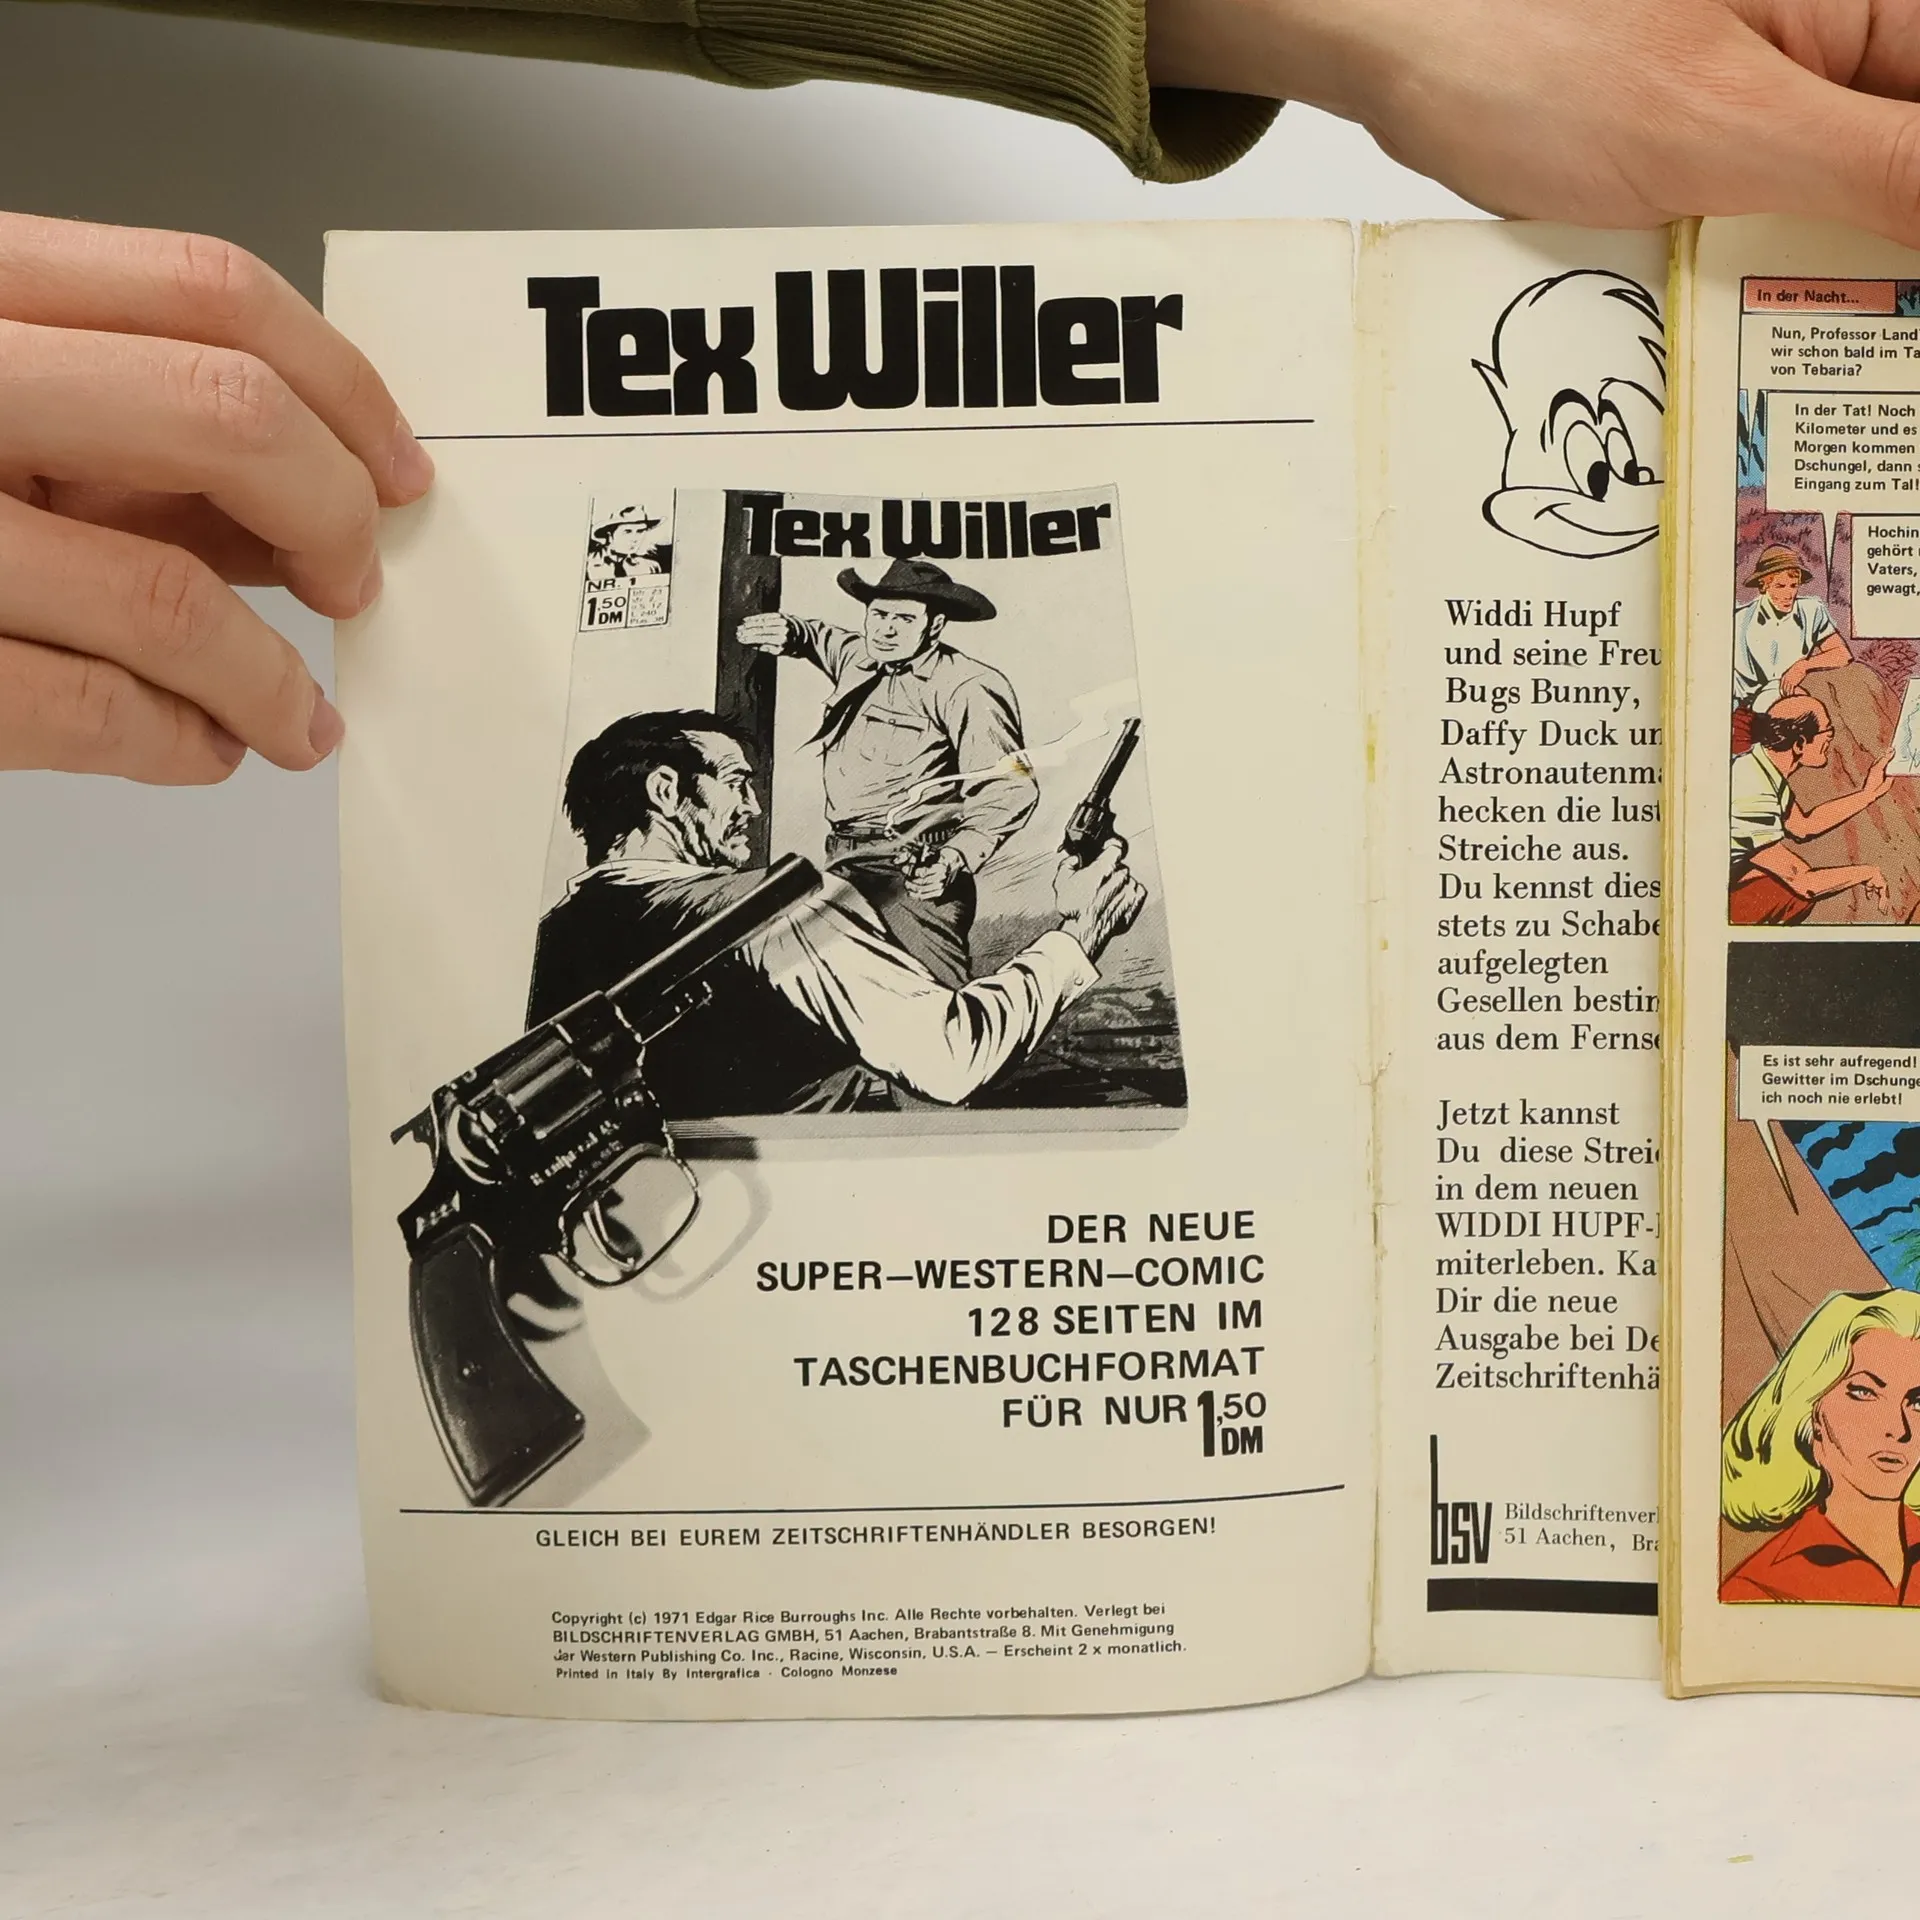 Tex Willer
Tex Willer
NR. 1
1,50
DM
DER NEUE
SUPER—WESTERN—COMIC
128 SEITEN IM
TASCHENBUCHFORMAT
FÜR NUR 1,50
DM
GLEICH BEI EUREM ZEITSCHRIFTENHÄNDLER BESORGEN!
Copyright (c) 1971 Edgar Rice Burroughs Inc. Alle Rechte vorbehalten. Verlegt bei
BILDSCHRIFTENVERLAG GMBH, 51 Aachen, Brabantstraße 8. Mit Genehmigung
der Western Publishing Co. Inc., Racine, Wisconsin, U.S.A. — Erscheint 2 x monatlich.
Printed in Italy By Intergrafica · Cologno Monzese
Widdi Hupf
und seine
Bugs Bunny,
Daffy Duck
hecken die
Streiche aus.
Du kennst
stets zu
aufgelegten
Gesellen
aus dem
Jetzt kannst
Du diese
in dem neuen
WIDDI HUPF-
miterleben.
Dir die neue
Ausgabe bei
bsv
51 Aachen,
In der Nacht...
Nun, Professor
wir schon bald im
von Tebaria?
In der Tat! Noch
Kilometer und es
Morgen kommen
Dschungel, dann
Eingang zum Tal!
gehört
Vaters,
gewagt,
Es ist sehr aufregend!
Gewitter im
ich noch nie erlebt!